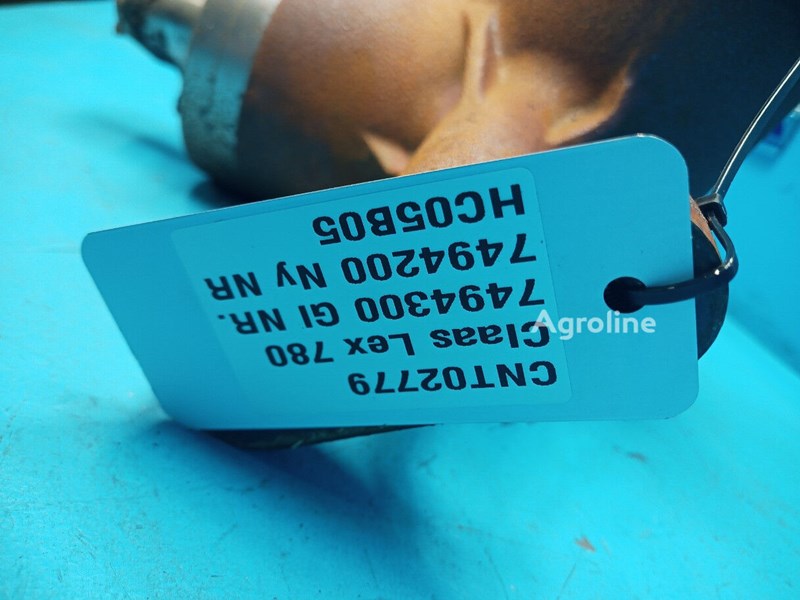 CNT02779
Claas Lex 780
7494300 Gl NR.
7494200 Ny NR
HC05B05
Agroline